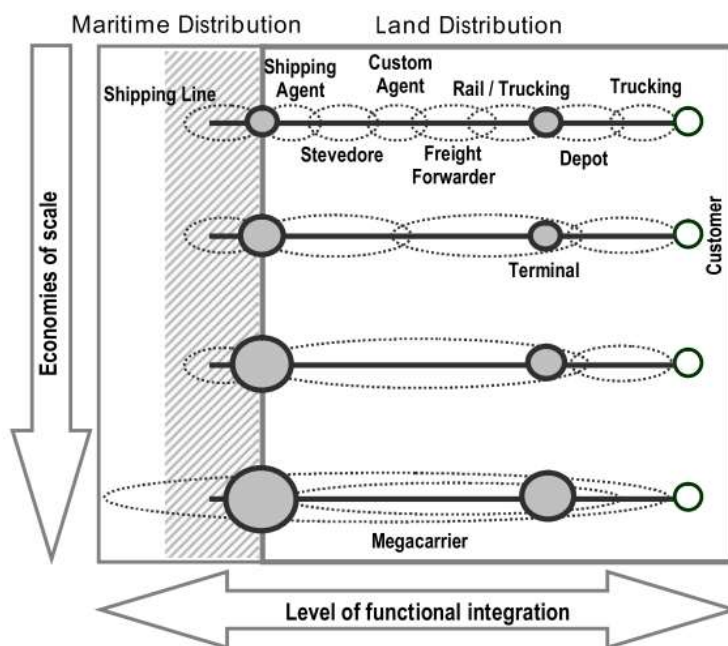 Maritime Distribution
Land Distribution
Shipping Line
Shipping
Agent
Custom
Agent
Rail / Trucking
Trucking
Stevedore
Freight
Forwarder
Depot
Customer
Economies of scale
Terminal
Megacarrier
Level of functional integration